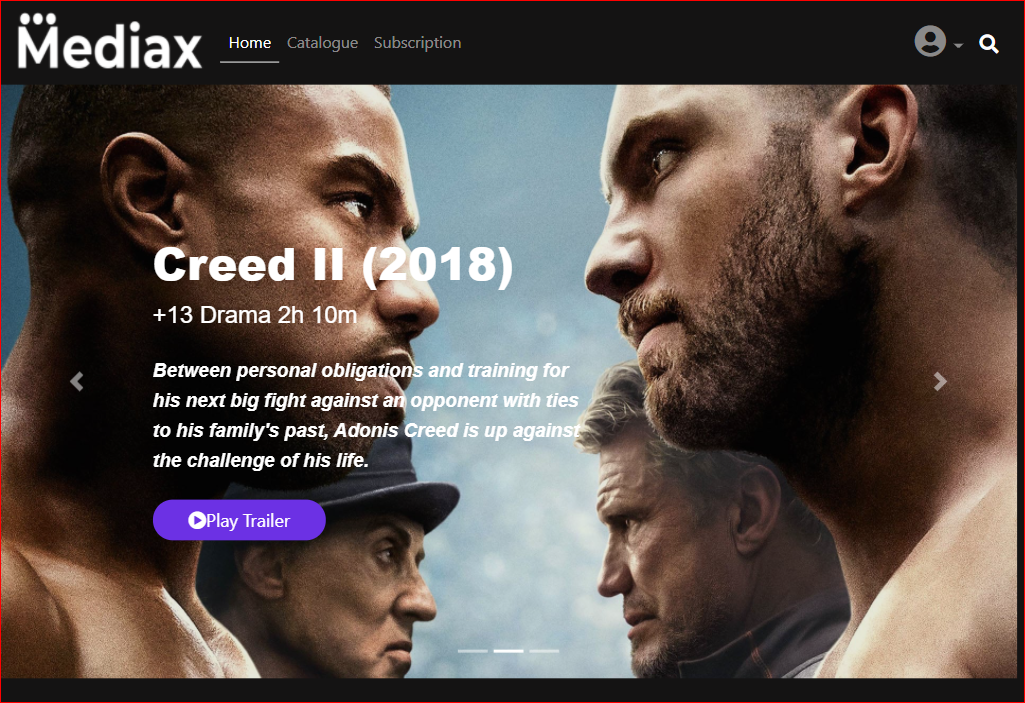 Mediax
Home Catalogue Subscription
Creed II (2018)
+13 Drama 2h 10m
Between personal obligations and training for
his next big fight against an opponent with ties
to his family's past, Adonis Creed is up against
the challenge of his life.
Play Trailer